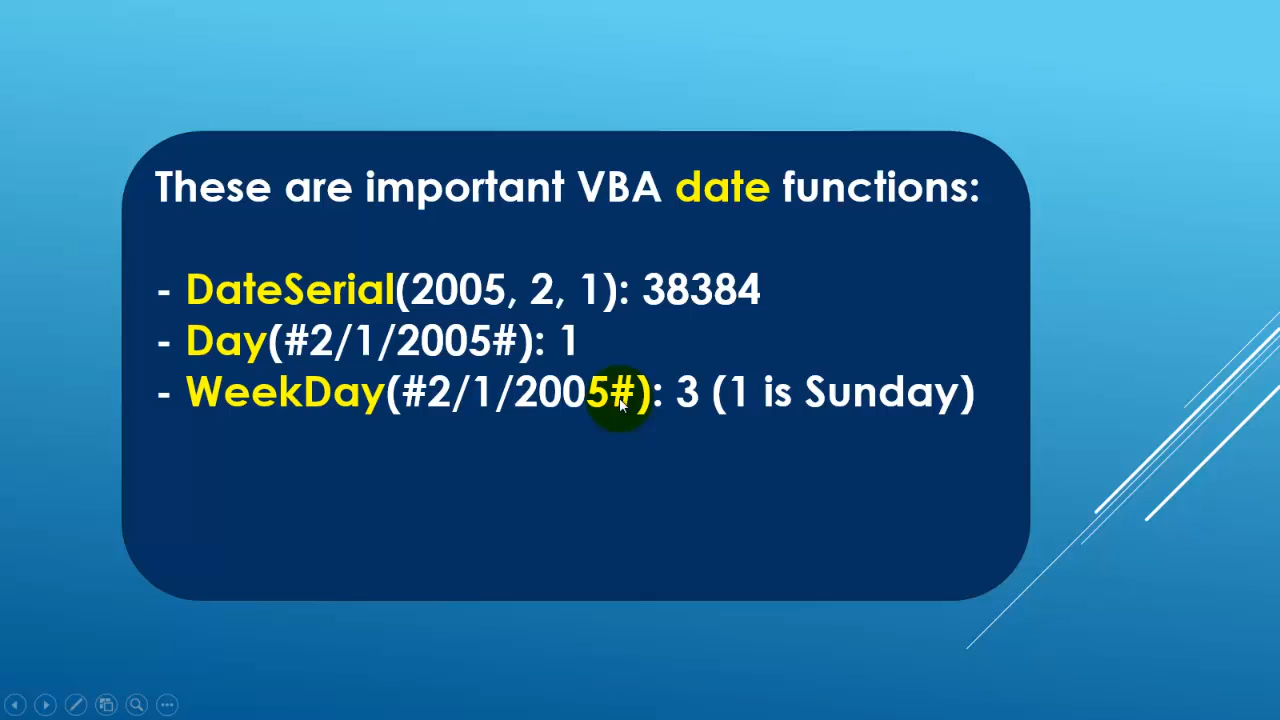 These are important VBA date functions:
- DateSerial(2005, 2, 1): 38384
- Day(#2/1/2005#): 1
- WeekDay(#2/1/2005#): 3 (1 is Sunday)